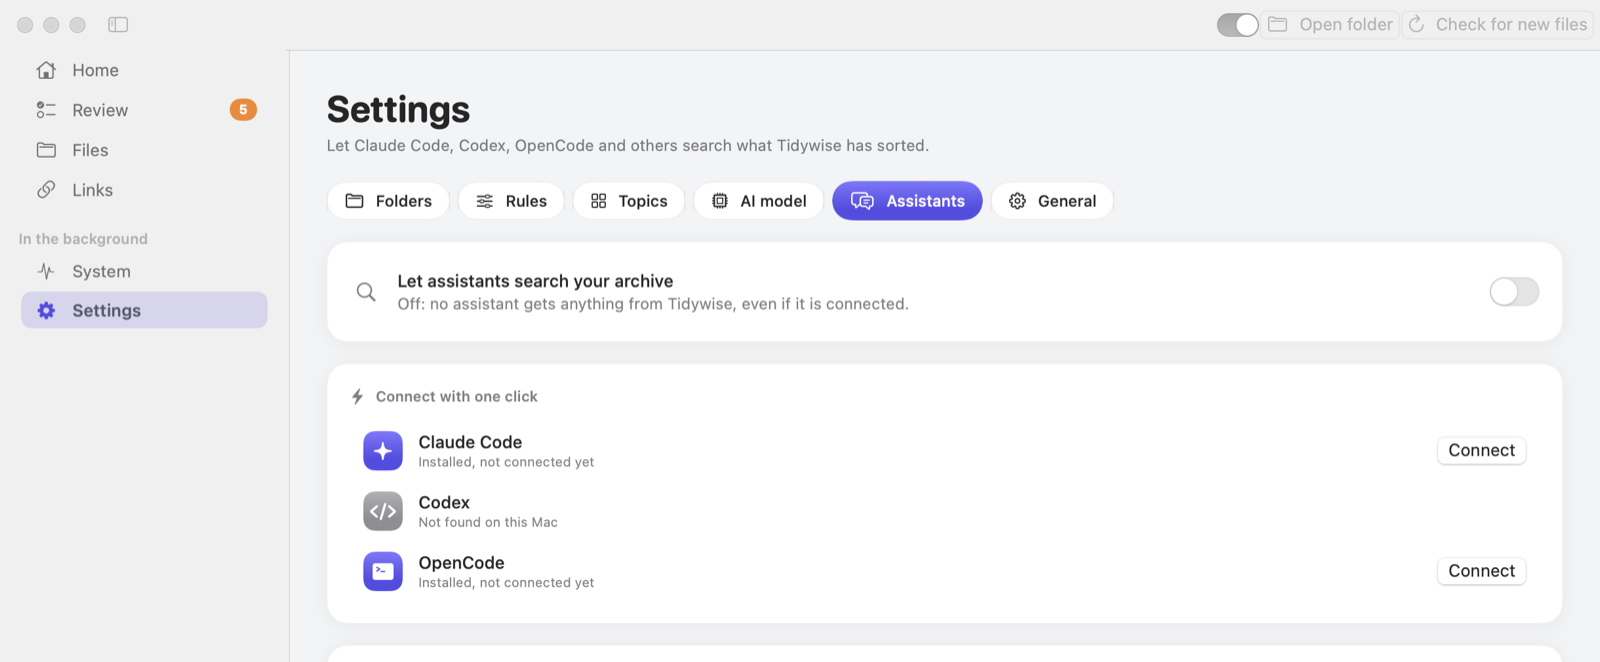 Open folder
Check for new files
Home
Review
5
Files
Links
In the background
System
Settings
Settings
Let Claude Code, Codex, OpenCode and others search what Tidywise has sorted.
Folders
Rules
Topics
AI model
Assistants
General
Let assistants search your archive
Off: no assistant gets anything from Tidywise, even if it is connected.
Connect with one click
Claude Code
Installed, not connected yet
Connect
Codex
Not found on this Mac
OpenCode
Installed, not connected yet
Connect